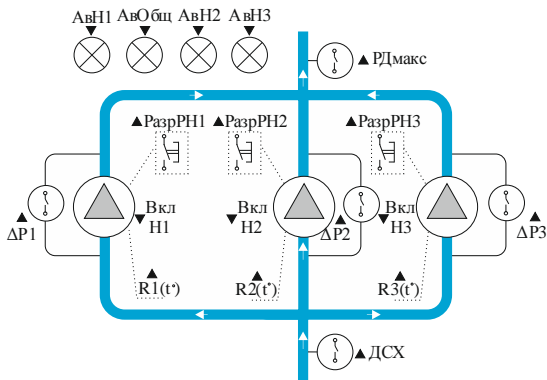 АвН1 АвОбщ АвН2 АвН3
▲РДмакс
▲РазрРН1 ▲РазрРН2 ▲РазрРН3
Вкл Вкл Вкл
▼Н1 ▼Н2 ▼Н3
ΔР1 ΔР2 ΔР3
R1(t°) R2(t°) R3(t°)
▲ДСХ